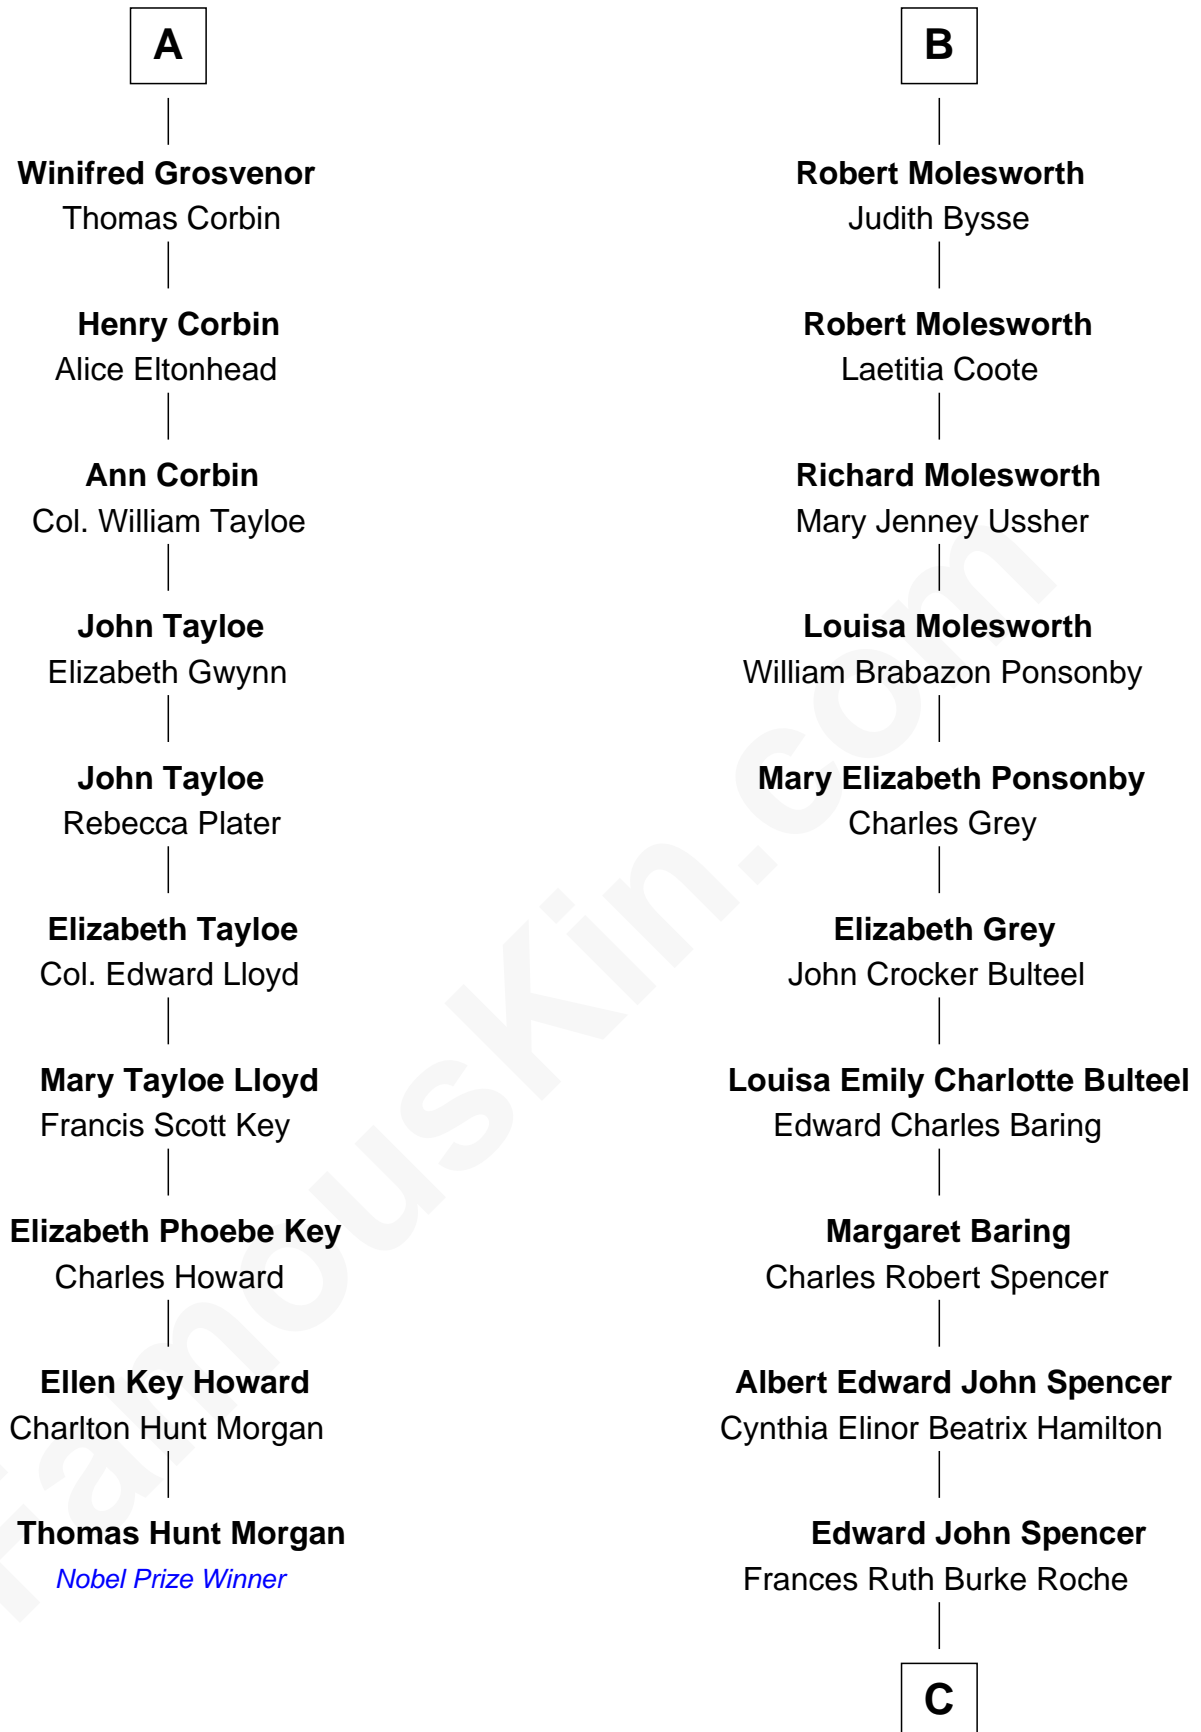 A
Winifred Grosvenor
Thomas Corbin
Henry Corbin
Alice Eltonhead
Ann Corbin
Col. William Tayloe
John Tayloe
Elizabeth Gwynn
John Tayloe
Rebecca Plater
Elizabeth Tayloe
Col. Edward Lloyd
Mary Tayloe Lloyd
Francis Scott Key
Elizabeth Phoebe Key
Charles Howard
Ellen Key Howard
Charlton Hunt Morgan
Thomas Hunt Morgan
Nobel Prize Winner
B
Robert Molesworth
Judith Bysse
Robert Molesworth
Laetitia Coote
Richard Molesworth
Mary Jenney Ussher
Louisa Molesworth
William Brabazon Ponsonby
Mary Elizabeth Ponsonby
Charles Grey
Elizabeth Grey
John Crocker Bulteel
Louisa Emily Charlotte Bulteel
Edward Charles Baring
Margaret Baring
Charles Robert Spencer
Albert Edward John Spencer
Cynthia Elinor Beatrix Hamilton
Edward John Spencer
Frances Ruth Burke Roche
C
FamousKin.com